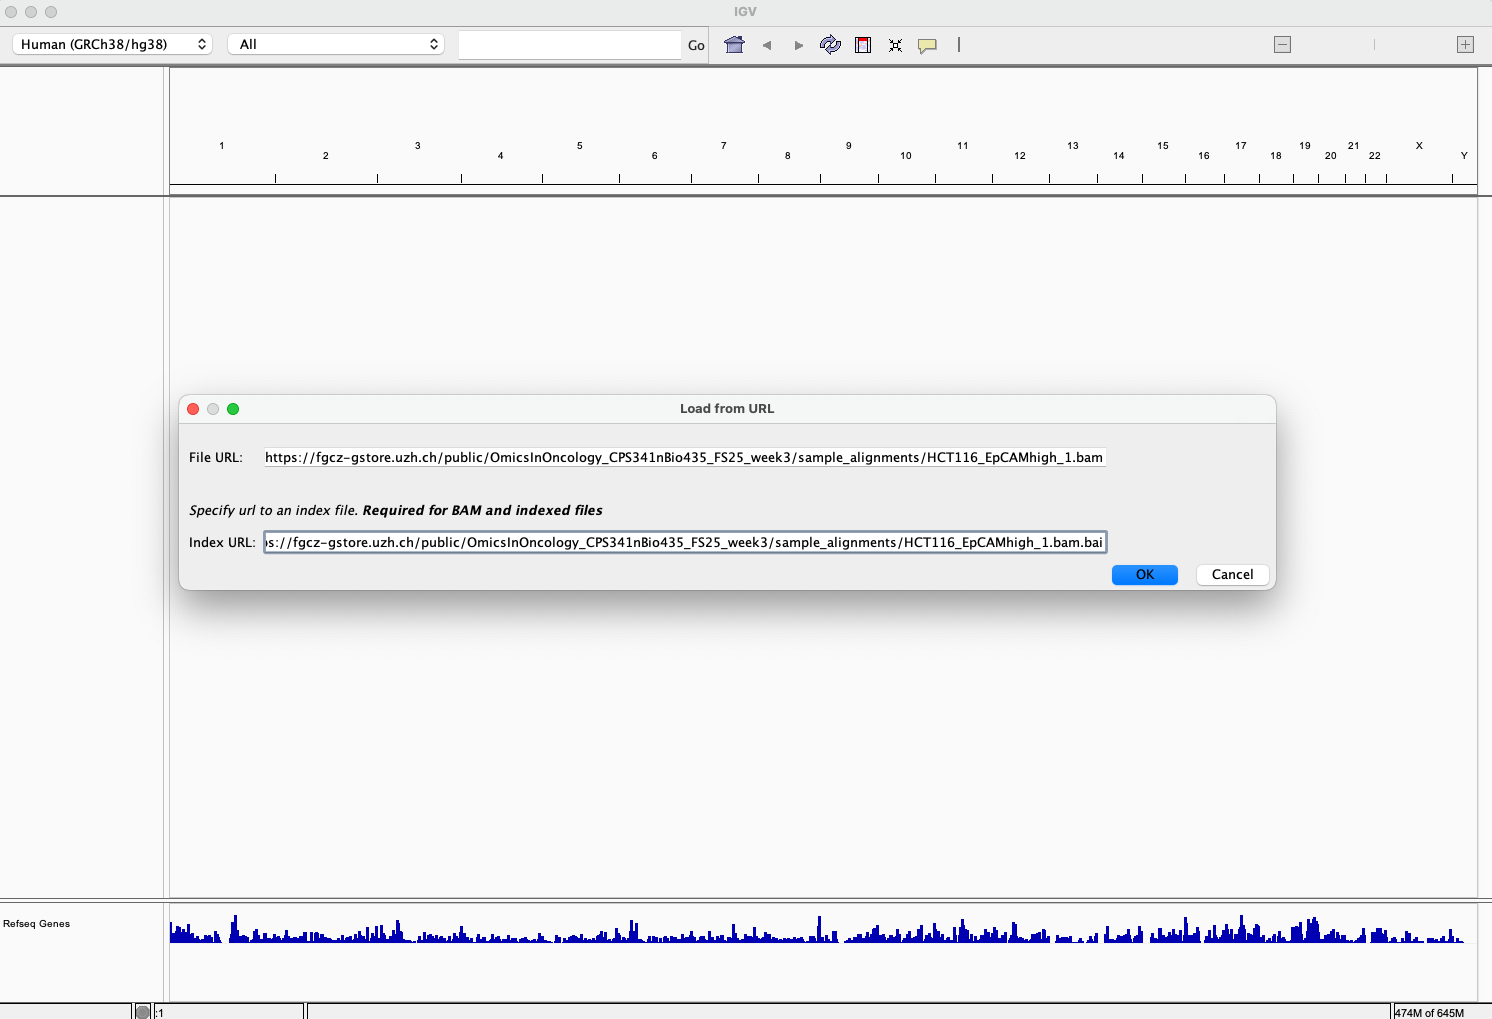 IGV
Human (GRCh38/hg38) All Go
1 2 3 4 5 6 7 8 9 10 11 12 13 14 15 16 17 18 19 20 21 22 X Y
Load from URL
File URL: https://fgcz-gstore.uzh.ch/public/OmicsInOncology_CPS341nBio435_FS25_week3/sample_alignments/HCT116_EpCAMhigh_1.bam
Specify url to an index file. Required for BAM and indexed files
Index URL: ps://fgcz-gstore.uzh.ch/public/OmicsInOncology_CPS341nBio435_FS25_week3/sample_alignments/HCT116_EpCAMhigh_1.bam.bai
OK Cancel
Refseq Genes
:1 474M of 645M